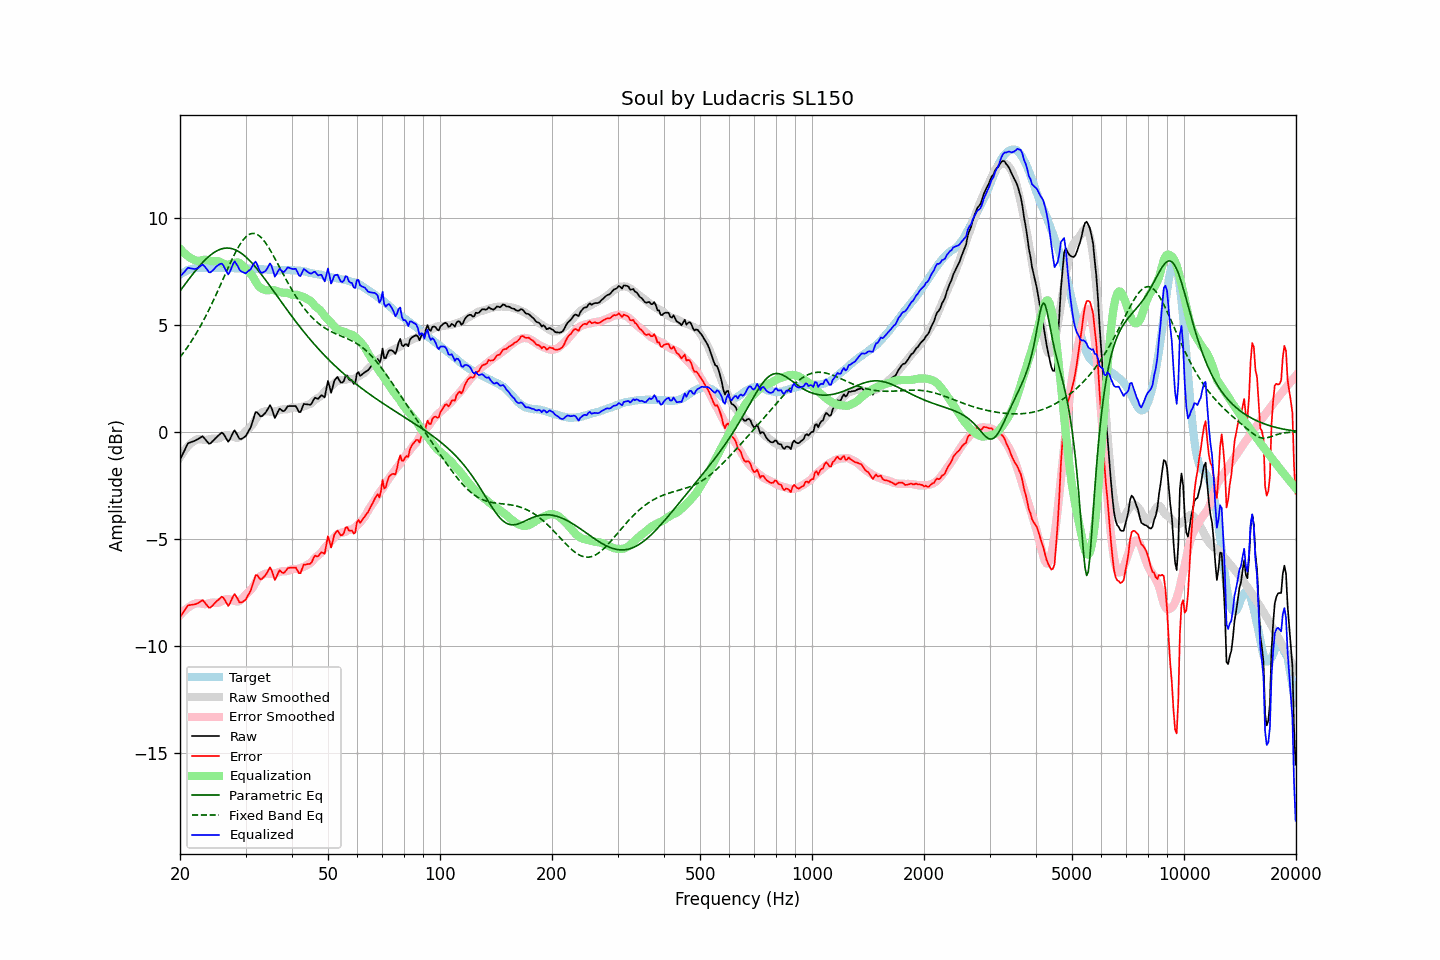 Soul by Ludacris SL150
Amplitude (dBr)
10
5
0
−5
−10
−15
Target
Raw Smoothed
Error Smoothed
Raw
Error
Equalization
Parametric Eq
Fixed Band Eq
Equalized
20 50 100 200 500 1000 2000 5000 10000 20000
Frequency (Hz)